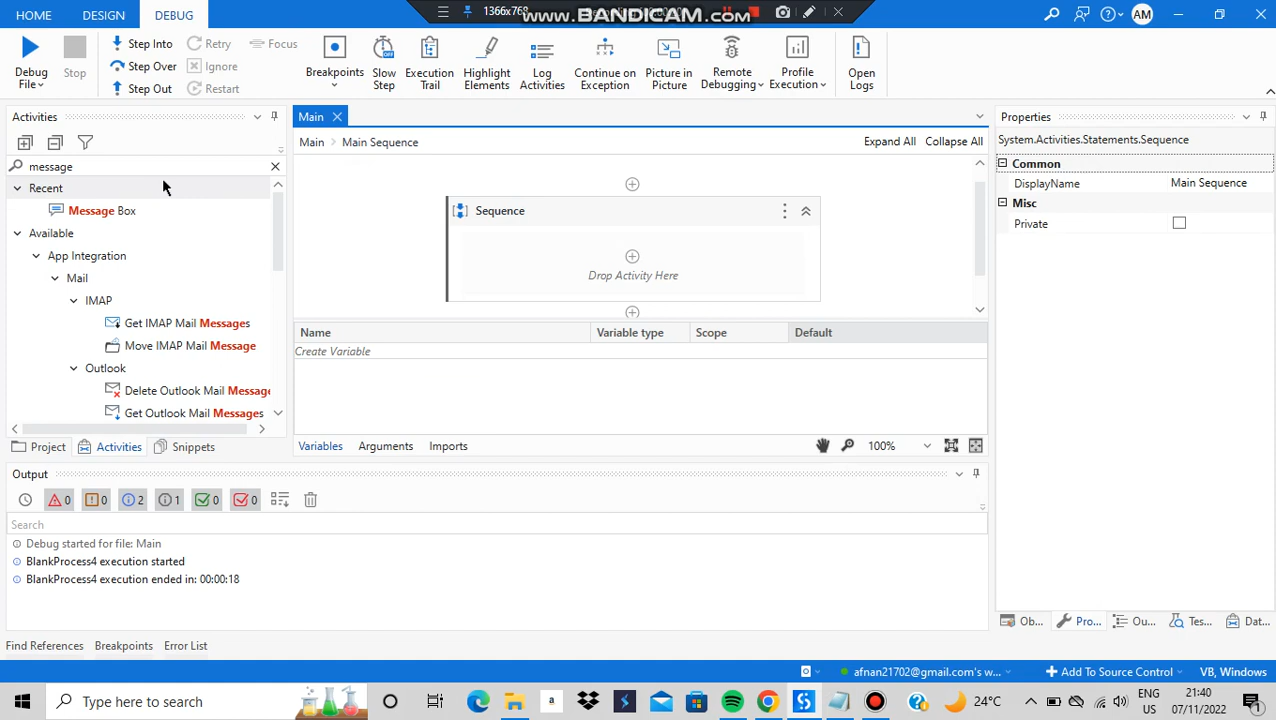 HOME DESIGN DEBUG 1366x768 www.BANDICAM.com AM
Step Into Retry Focus
Step Over Ignore
Step Out Restart
Debug File Stop Breakpoints Slow Step Execution Trail Highlight Elements Log Activities Continue on Exception Picture in Picture Remote Debugging Profile Execution Open Logs
Activities
message
Recent
Message Box
Available
App Integration
Mail
IMAP
Get IMAP Mail Messages
Move IMAP Mail Message
Outlook
Delete Outlook Mail Message
Get Outlook Mail Messages
Project Activities Snippets
Main
Main > Main Sequence Expand All Collapse All
Sequence
Drop Activity Here
Name Variable type Scope Default
Create Variable
Variables Arguments Imports 100%
Properties
System.Activities.Statements.Sequence
Common
DisplayName Main Sequence
Misc
Private
Ob... Pro... Ou... Tes... Dat...
Output
0 0 2 1 0 0
Search
Debug started for file: Main
BlankProcess4 execution started
BlankProcess4 execution ended in: 00:00:18
Find References Breakpoints Error List
afnan21702@gmail.com's w... Add To Source Control VB, Windows
Type here to search a 24°C ENG US 21:40 07/11/2022 1